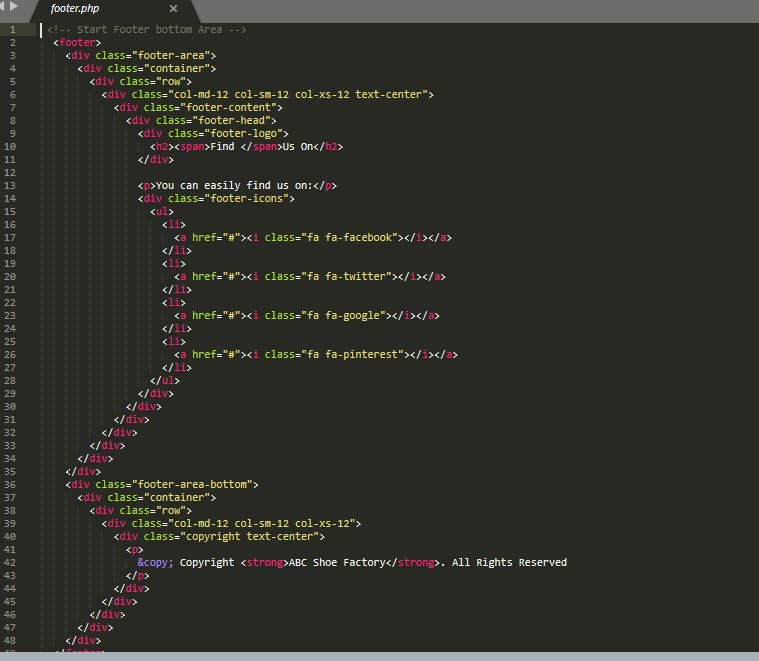 footer.php
1 <!-- Start Footer bottom Area -->
2 <footer>
3 <div class="footer-area">
4 <div class="container">
5 <div class="row">
6 <div class="col-md-12 col-sm-12 col-xs-12 text-center">
7 <div class="footer-content">
8 <div class="footer-head">
9 <div class="footer-logo">
10 <h2><span>Find </span>Us On</h2>
11 </div>
12
13 <p>You can easily find us on:</p>
14 <div class="footer-icons">
15 <ul>
16 <li>
17 <a href="#"><i class="fa fa-facebook"></i></a>
18 </li>
19 <li>
20 <a href="#"><i class="fa fa-twitter"></i></a>
21 </li>
22 <li>
23 <a href="#"><i class="fa fa-google"></i></a>
24 </li>
25 <li>
26 <a href="#"><i class="fa fa-pinterest"></i></a>
27 </li>
28 </ul>
29 </div>
30 </div>
31 </div>
32 </div>
33 </div>
34 </div>
35 </div>
36 <div class="footer-area-bottom">
37 <div class="container">
38 <div class="row">
39 <div class="col-md-12 col-sm-12 col-xs-12">
40 <div class="copyright text-center">
41 <p>
42 &copy; Copyright <strong>ABC Shoe Factory</strong>. All Rights Reserved
43 </p>
44 </div>
45 </div>
46 </div>
47 </div>
48 </div>